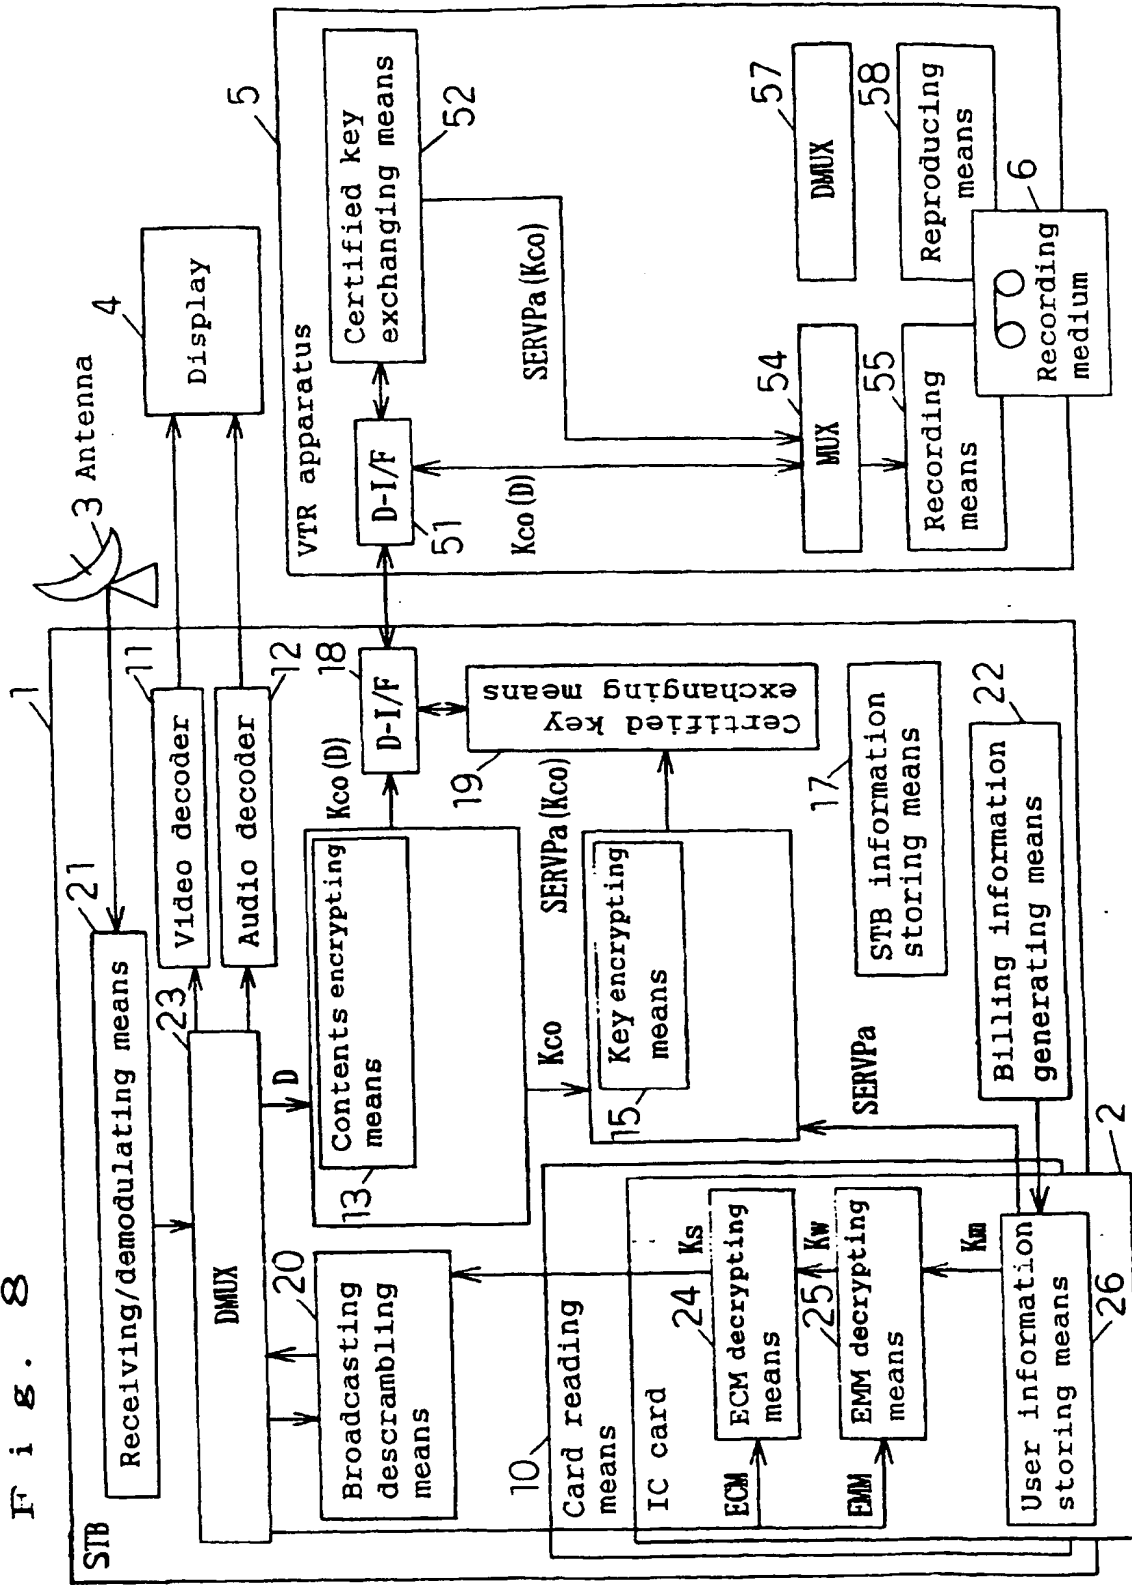 Fig. 8
1
STB
21
Receiving/demodulating means
3 Antenna
4
Display
11
Video decoder
12
Audio decoder
23
DMUX
D
20
Broadcasting
descrambling
means
13
Contents encrypting
means
Kco(D)
18
D-I/F
19
Certified key
exchanging means
SERVPa(Kco)
Kco
15
Key encrypting
means
17
STB information
storing means
SERVPa
22
Billing information
generating means
10
Card reading
means
2
IC card
Ks
24
ECM decrypting
means
ECM
Kw
25
EMM decrypting
means
EMM
Km
26
User information
storing means
5
VTR apparatus
52
Certified key
exchanging means
D-I/F
51
SERVPa(Kco)
Kco(D)
54
MUX
57
DMUX
55
Recording
means
58
Reproducing
means
6
Recording
medium